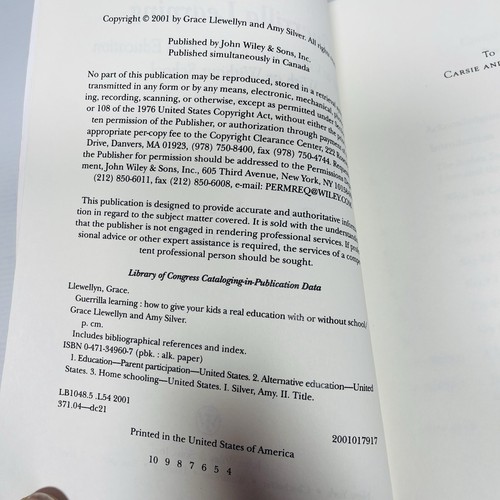 Copyright © 2001 by Grace Llewellyn and Amy Silver. All rights
Published by John Wiley & Sons, Inc.
Published simultaneously in Canada
No part of this publication may be reproduced, stored in a retrieval
transmitted in any form or by any means, electronic, mechanical,
ing, recording, scanning, or otherwise, except as permitted under
or 108 of the 1976 United States Copyright Act, without either the
ten permission of the Publisher, or authorization through payment
appropriate per-copy fee to the Copyright Clearance Center, 222
Drive, Danvers, MA 01923, (978) 750-8400, fax (978) 750-4744. Requests
the Publisher for permission should be addressed to the Permissions
ment, John Wiley & Sons, Inc., 605 Third Avenue, New York, NY
(212) 850-6011, fax (212) 850-6008, e-mail: PERMREQ@WILEY.COM
This publication is designed to provide accurate and authoritative
tion in regard to the subject matter covered. It is sold with the
that the publisher is not engaged in rendering professional services. If
sional advice or other expert assistance is required, the services of a
tent professional person should be sought.
Library of Congress Cataloging-in-Publication Data
Llewellyn, Grace.
Guerrilla learning : how to give your kids a real education with or without school/
Grace Llewellyn and Amy Silver.
p. cm.
Includes bibliographical references and index.
ISBN 0-471-34960-7 (pbk. : alk. paper)
1. Education—Parent participation—United States. 2. Alternative education—United
States. 3. Home schooling—United States. I. Silver, Amy. II. Title.
LB1048.5 .L54 2001
371.04—dc21
2001017917
Printed in the United States of America
10 9 8 7 6 5 4
To
CARSIE AND